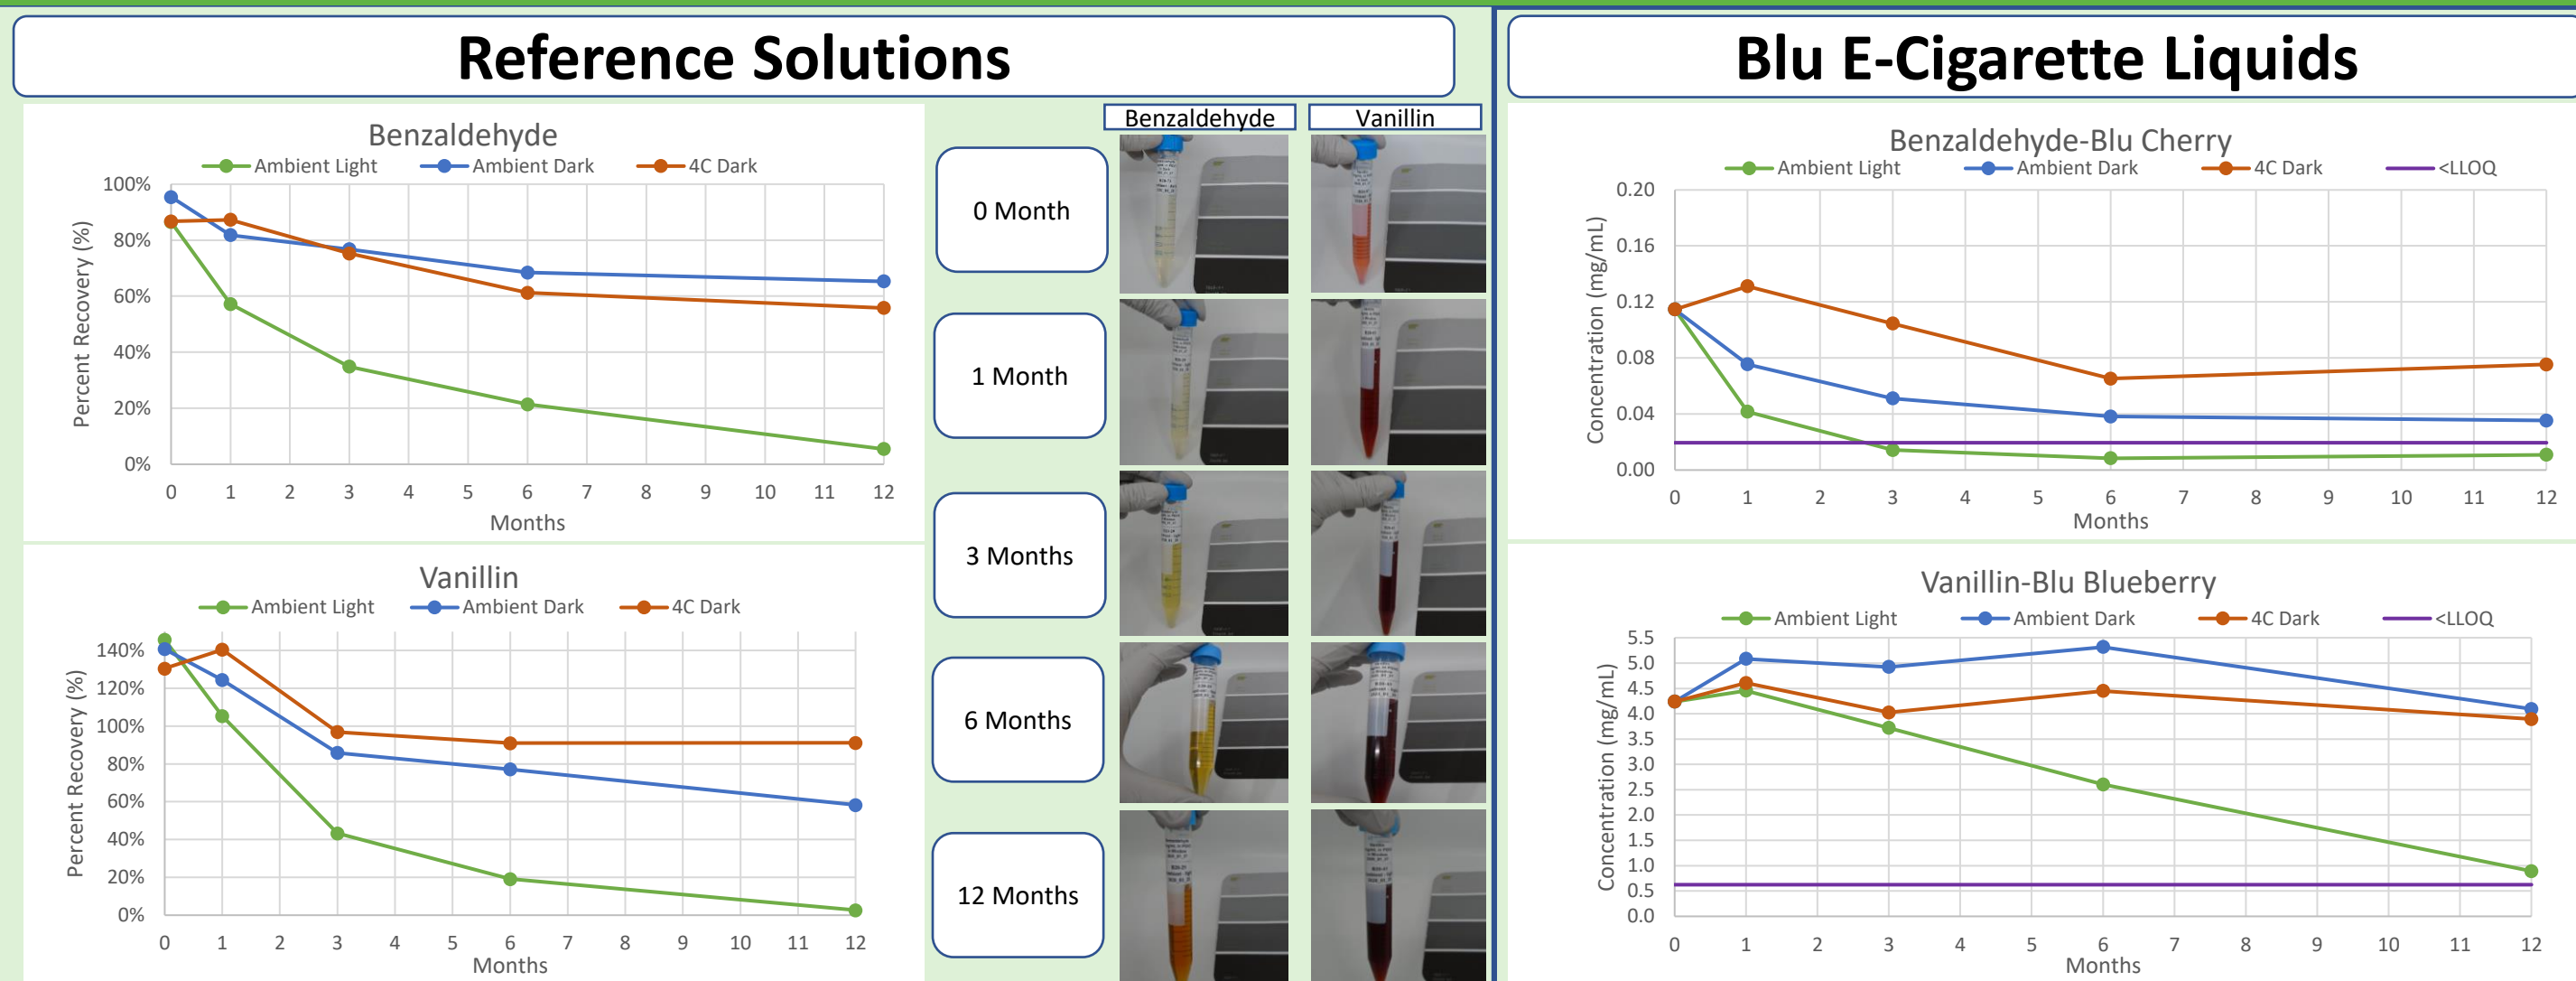 Reference Solutions
Benzaldehyde
Ambient Light Ambient Dark 4C Dark
Percent Recovery (%)
100%
80%
60%
40%
20%
0%
0 1 2 3 4 5 6 7 8 9 10 11 12
Months
Vanillin
Ambient Light Ambient Dark 4C Dark
Percent Recovery (%)
140%
120%
100%
80%
60%
40%
20%
0%
0 1 2 3 4 5 6 7 8 9 10 11 12
Months
Benzaldehyde Vanillin
0 Month
1 Month
3 Months
6 Months
12 Months
Blu E-Cigarette Liquids
Benzaldehyde-Blu Cherry
Ambient Light Ambient Dark 4C Dark <LLOQ
Concentration (mg/mL)
0.20
0.16
0.12
0.08
0.04
0.00
0 1 2 3 4 5 6 7 8 9 10 11 12
Months
Vanillin-Blu Blueberry
Ambient Light Ambient Dark 4C Dark <LLOQ
Concentration (mg/mL)
5.5
5.0
4.5
4.0
3.5
3.0
2.5
2.0
1.5
1.0
0.5
0.0
0 1 2 3 4 5 6 7 8 9 10 11 12
Months